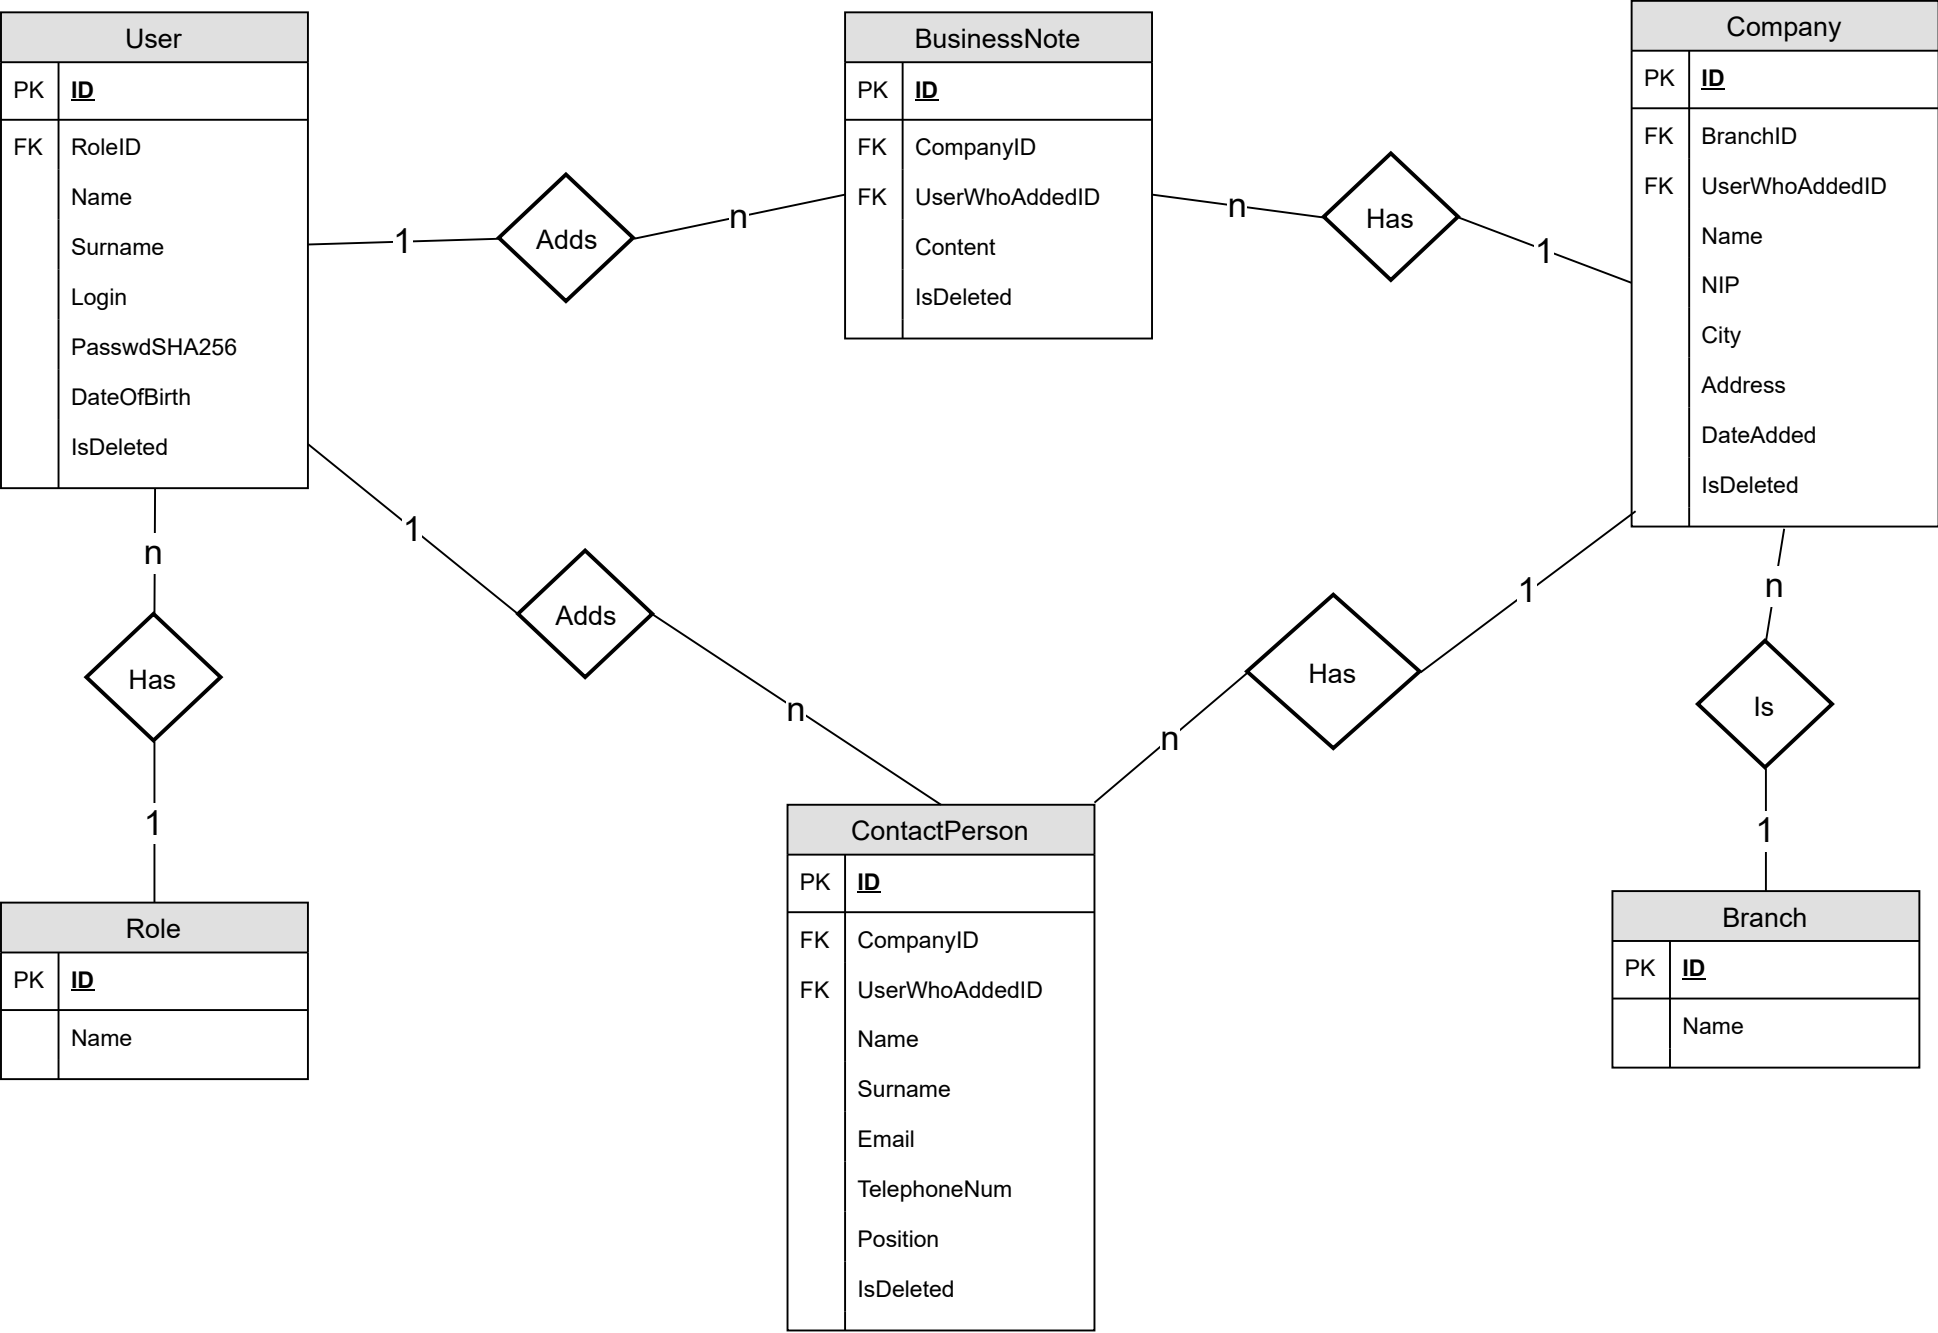 User
PK ID
FK RoleID
Name
Surname
Login
PasswdSHA256
DateOfBirth
IsDeleted
1
Adds
n
BusinessNote
PK ID
FK CompanyID
FK UserWhoAddedID
Content
IsDeleted
n
Has
1
Company
PK ID
FK BranchID
FK UserWhoAddedID
Name
NIP
City
Address
DateAdded
IsDeleted
n
Has
1
1
Adds
n
n
Has
1
n
Is
1
Role
PK ID
Name
ContactPerson
PK ID
FK CompanyID
FK UserWhoAddedID
Name
Surname
Email
TelephoneNum
Position
IsDeleted
Branch
PK ID
Name